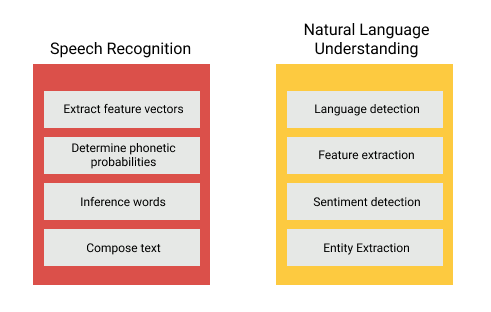 Speech Recognition
Extract feature vectors
Determine phonetic
probabilities
Inference words
Compose text
Natural Language
Understanding
Language detection
Feature extraction
Sentiment detection
Entity Extraction